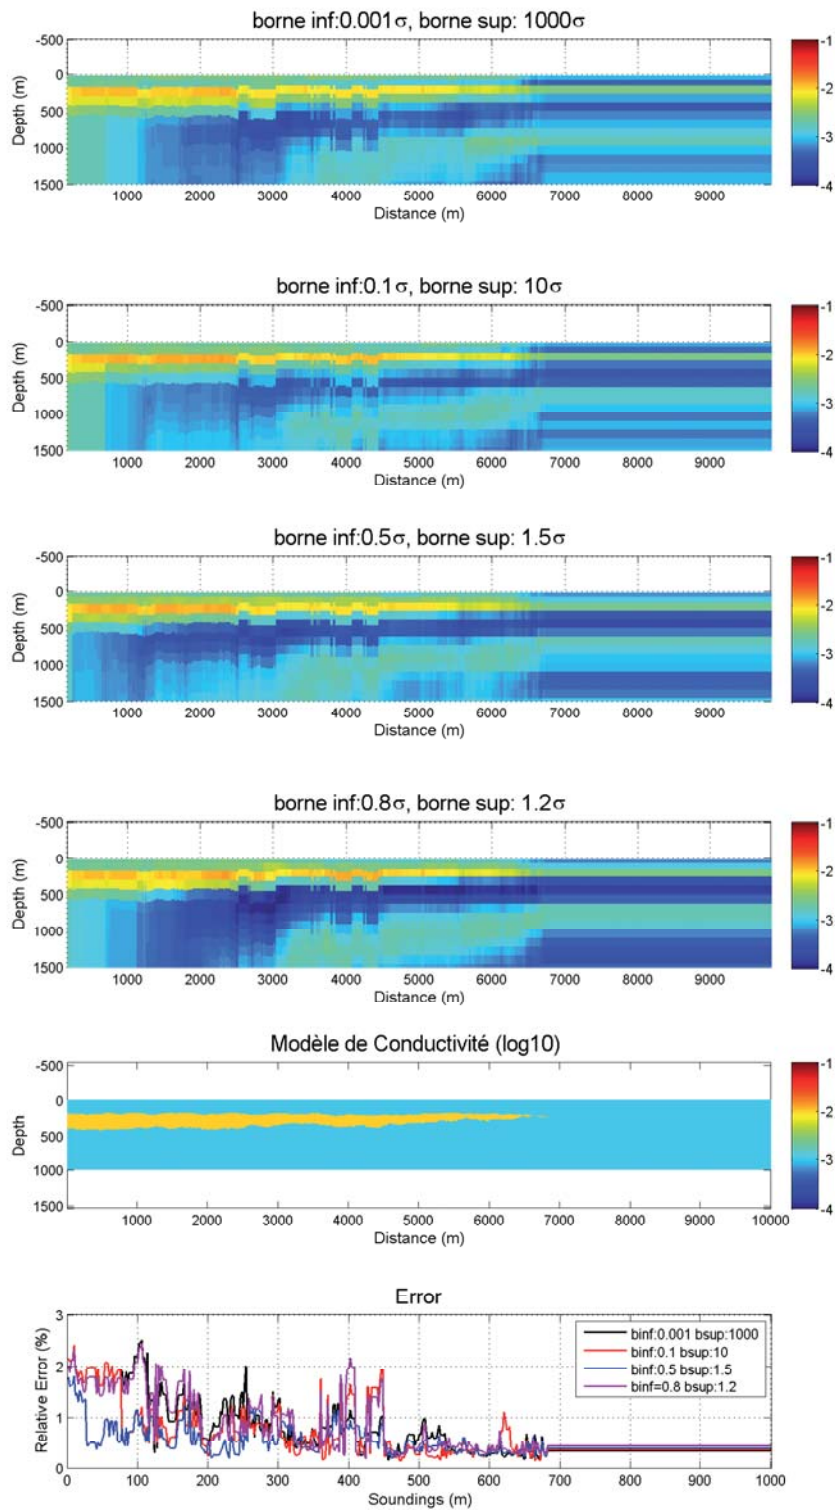 borne inf:0.001σ, borne sup: 1000σ
-500
0
500
1000
1500
Depth (m)
1000 2000 3000 4000 5000 6000 7000 8000 9000
Distance (m)
-1
-2
-3
-4
borne inf:0.1σ, borne sup: 10σ
-500
0
500
1000
1500
Depth (m)
1000 2000 3000 4000 5000 6000 7000 8000 9000
Distance (m)
-1
-2
-3
-4
borne inf:0.5σ, borne sup: 1.5σ
-500
0
500
1000
1500
Depth (m)
1000 2000 3000 4000 5000 6000 7000 8000 9000
Distance (m)
-1
-2
-3
-4
borne inf:0.8σ, borne sup: 1.2σ
-500
0
500
1000
1500
Depth (m)
1000 2000 3000 4000 5000 6000 7000 8000 9000
Distance (m)
-1
-2
-3
-4
Modèle de Conductivité (log10)
-500
0
500
1000
1500
Depth
1000 2000 3000 4000 5000 6000 7000 8000 9000 10000
Distance (m)
-1
-2
-3
-4
Error
3
2
1
0
Relative Error (%)
binf:0.001 bsup:1000
binf:0.1 bsup:10
binf:0.5 bsup:1.5
binf=0.8 bsup:1.2
0 100 200 300 400 500 600 700 800 900 1000
Soundings (m)